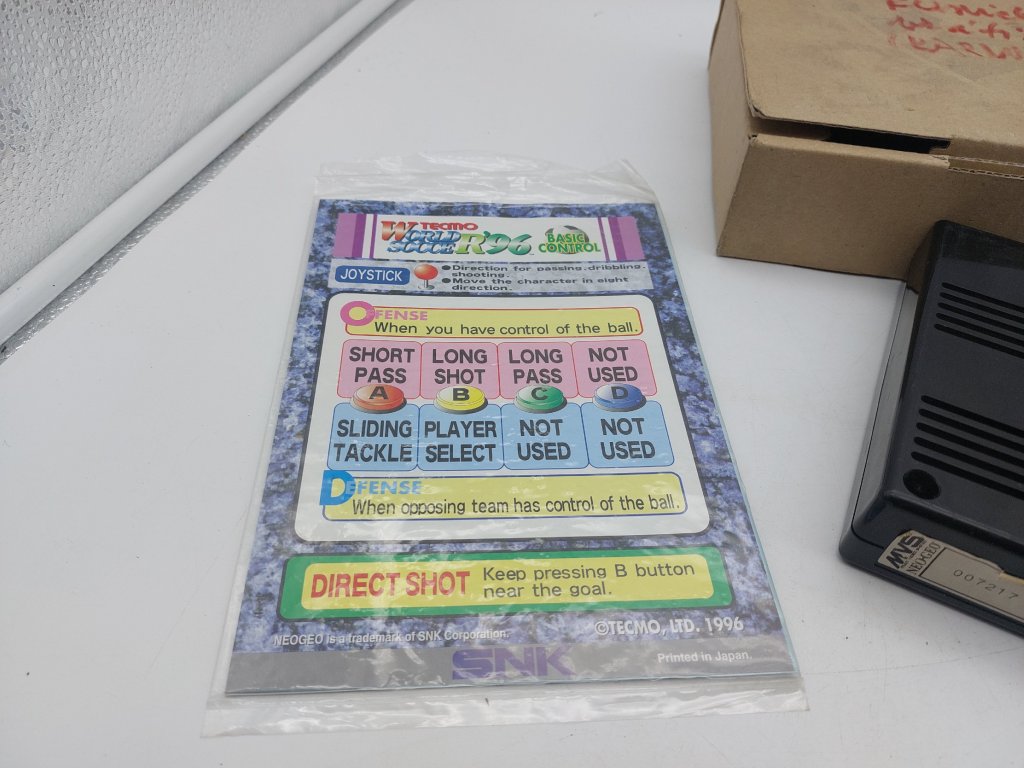 TECMO
WORLD
SOCCER'96
BASIC
CONTROL
JOYSTICK
●Direction for passing.dribbling.
shooting.
●Move the character in eight
direction.
OFFENSE
When you have control of the ball.
SHORT PASS
LONG SHOT
LONG PASS
NOT USED
A B C D
SLIDING TACKLE
PLAYER SELECT
NOT USED
NOT USED
DEFENSE
When opposing team has control of the ball.
DIRECT SHOT
Keep pressing B button
near the goal.
©TECMO, LTD. 1996
NEOGEO is a trademark of SNK Corporation.
SNK
Printed in Japan.
MVS
NEOGEO
007217